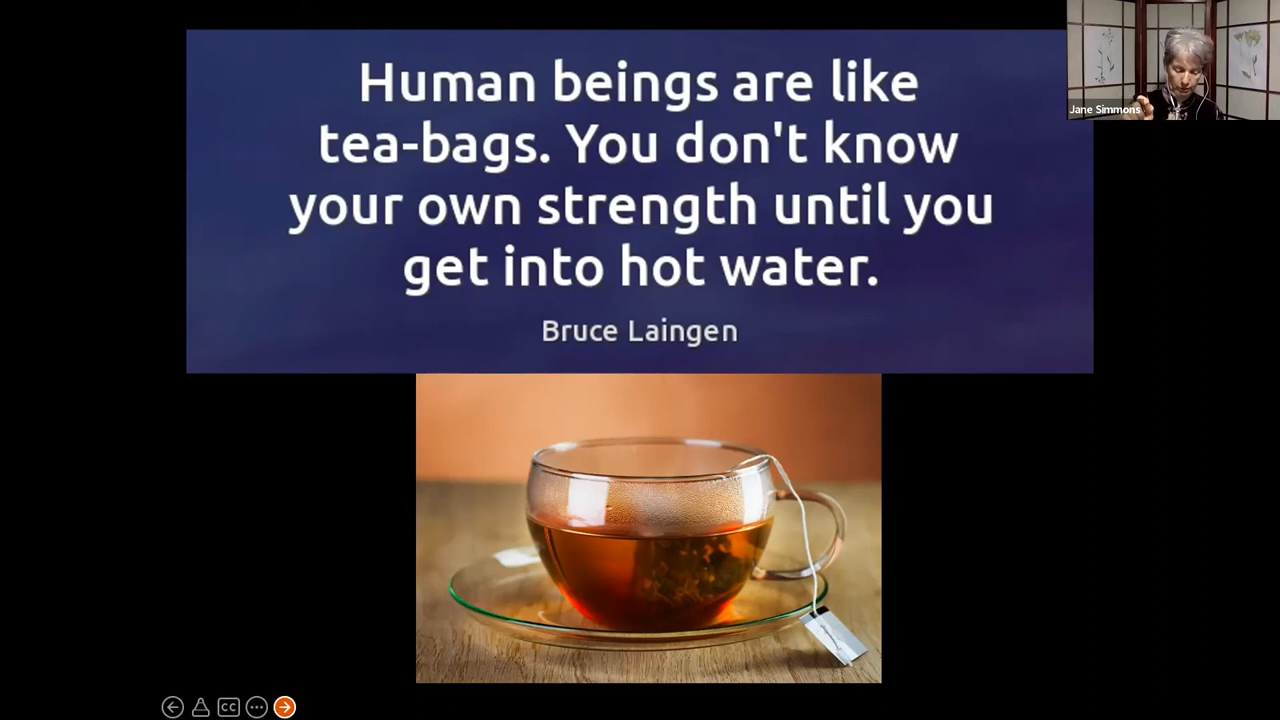 Human beings are like
tea-bags. You don't know
your own strength until you
get into hot water.
Bruce Laingen
Jane Simmons
CC